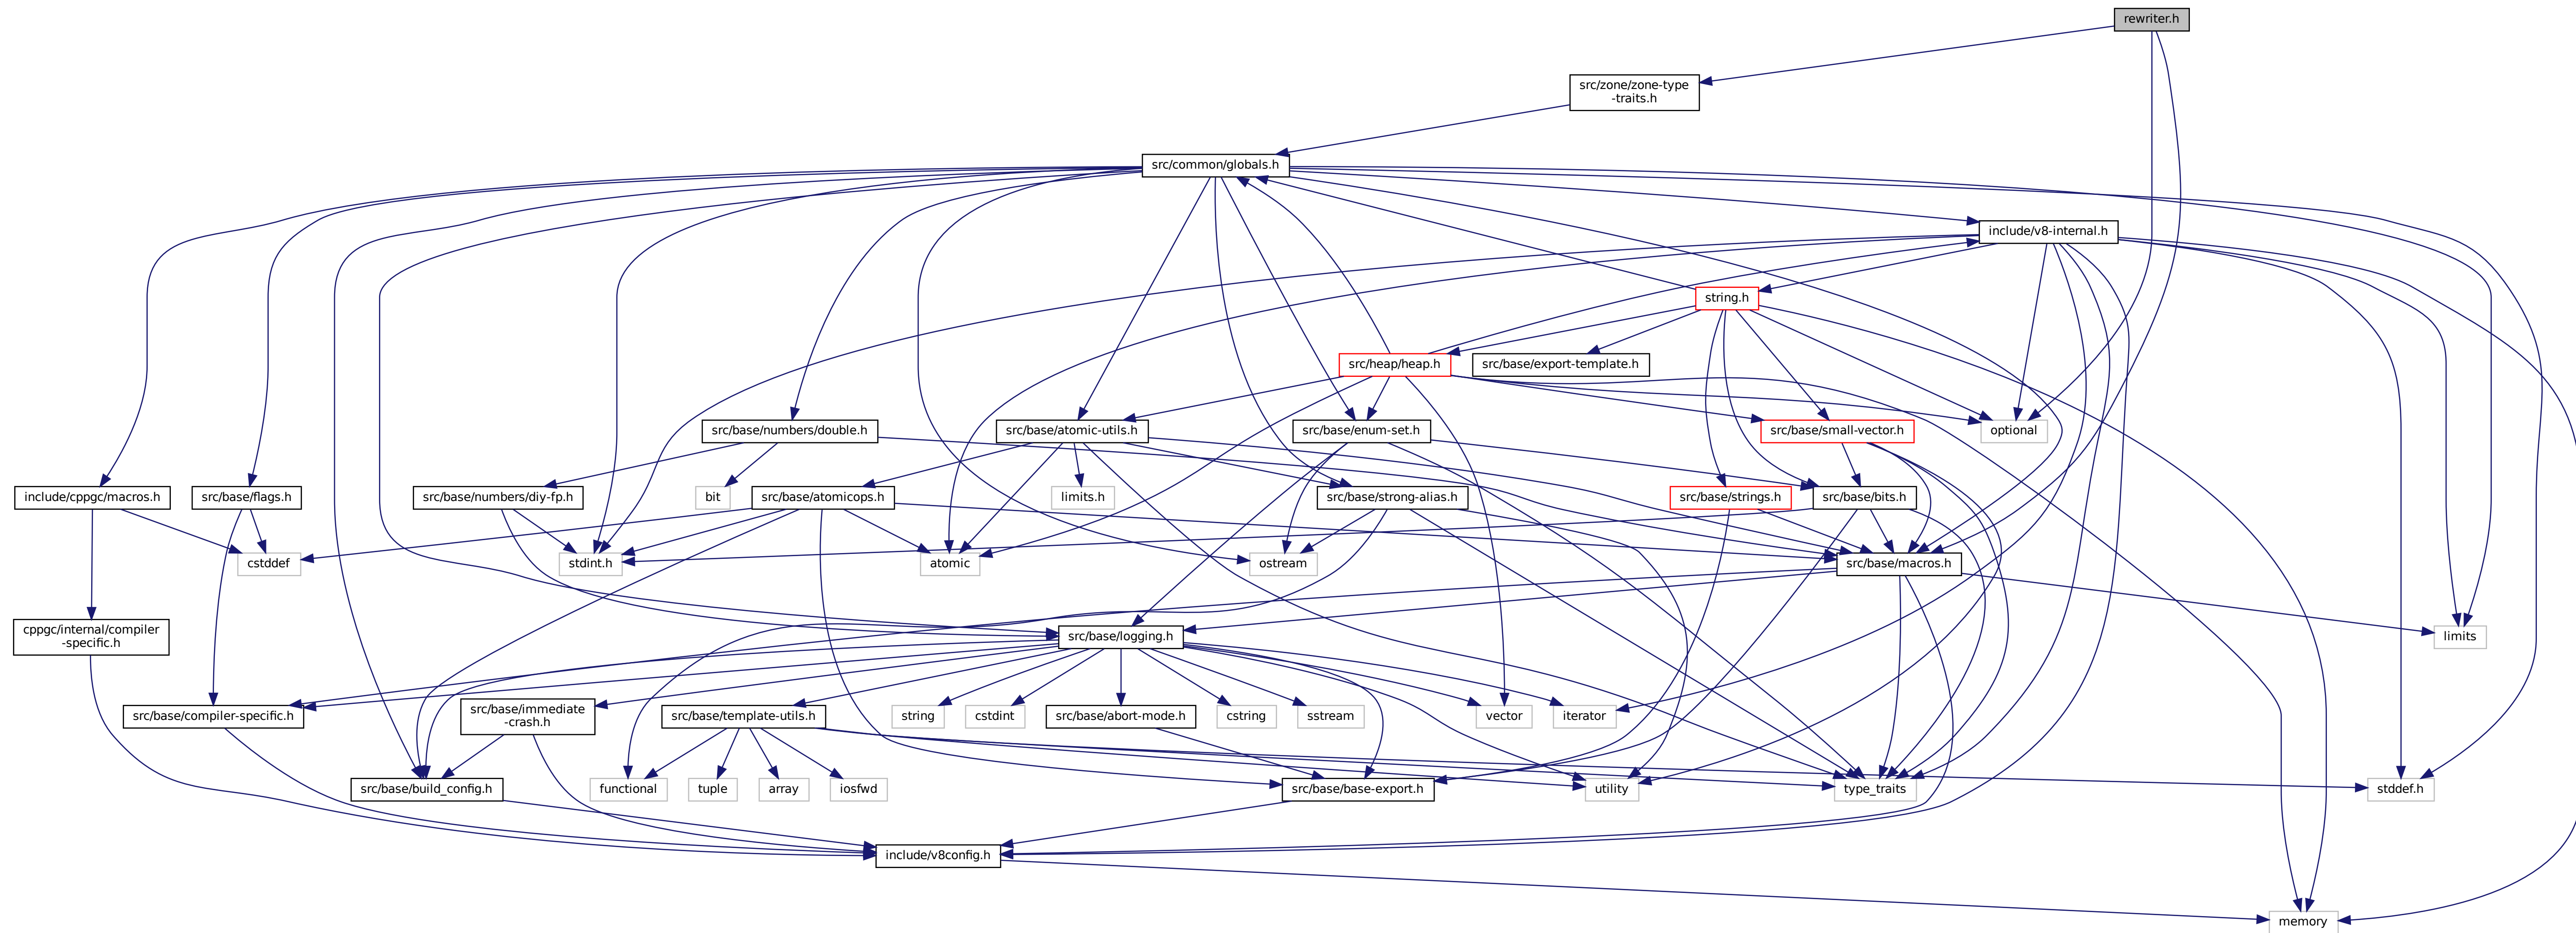 rewriter.h
src/zone/zone-type
-traits.h
src/common/globals.h
include/v8-internal.h
string.h
src/heap/heap.h
src/base/export-template.h
src/base/numbers/double.h
src/base/atomic-utils.h
src/base/enum-set.h
src/base/small-vector.h
optional
include/cppgc/macros.h
src/base/flags.h
src/base/numbers/diy-fp.h
bit
src/base/atomicops.h
limits.h
src/base/strong-alias.h
src/base/strings.h
src/base/bits.h
cstddef
stdint.h
atomic
ostream
src/base/macros.h
cppgc/internal/compiler
-specific.h
src/base/logging.h
limits
src/base/compiler-specific.h
src/base/immediate
-crash.h
src/base/template-utils.h
string
cstdint
src/base/abort-mode.h
cstring
sstream
vector
iterator
src/base/build_config.h
functional
tuple
array
iosfwd
src/base/base-export.h
utility
type_traits
stddef.h
include/v8config.h
memory